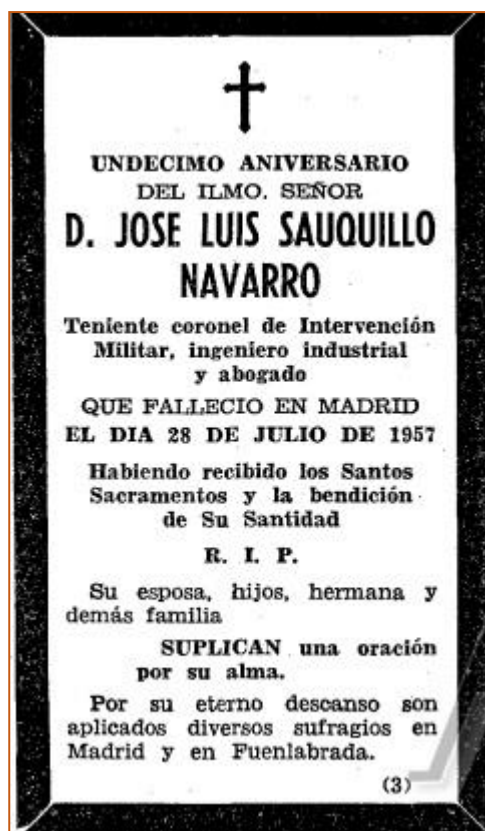 UNDECIMO ANIVERSARIO
DEL ILMO. SEÑOR
D. JOSE LUIS SAUQUILLO
NAVARRO
Teniente coronel de Intervención
Militar, ingeniero industrial
y abogado
QUE FALLECIO EN MADRID
EL DIA 28 DE JULIO DE 1957
Habiendo recibido los Santos
Sacramentos y la bendición
de Su Santidad
R. I. P.
Su esposa, hijos, hermana y
demás familia
SUPLICAN una oración
por su alma.
Por su eterno descanso son
aplicados diversos sufragios en
Madrid y en Fuenlabrada.
(3)